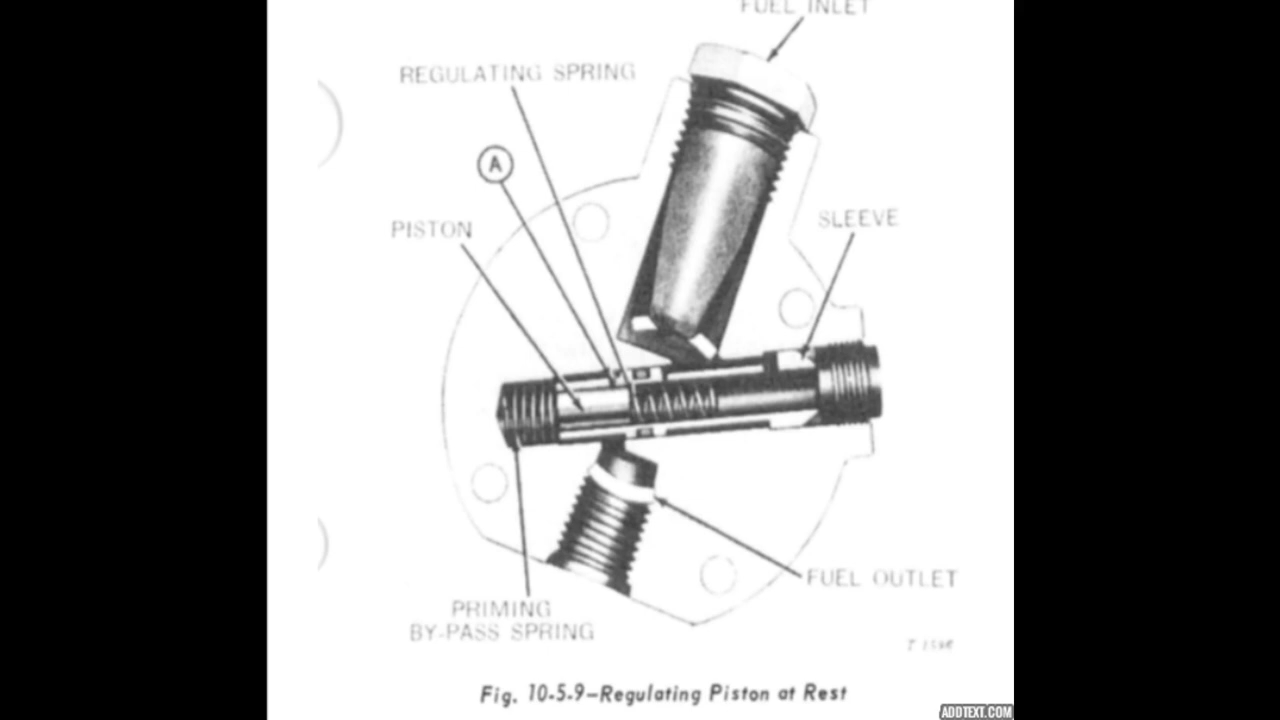 FUEL INLET
REGULATING SPRING
A
PISTON
SLEEVE
FUEL OUTLET
PRIMING
BY-PASS SPRING
Fig. 10-5-9—Regulating Piston at Rest
ADDTEXT.COM